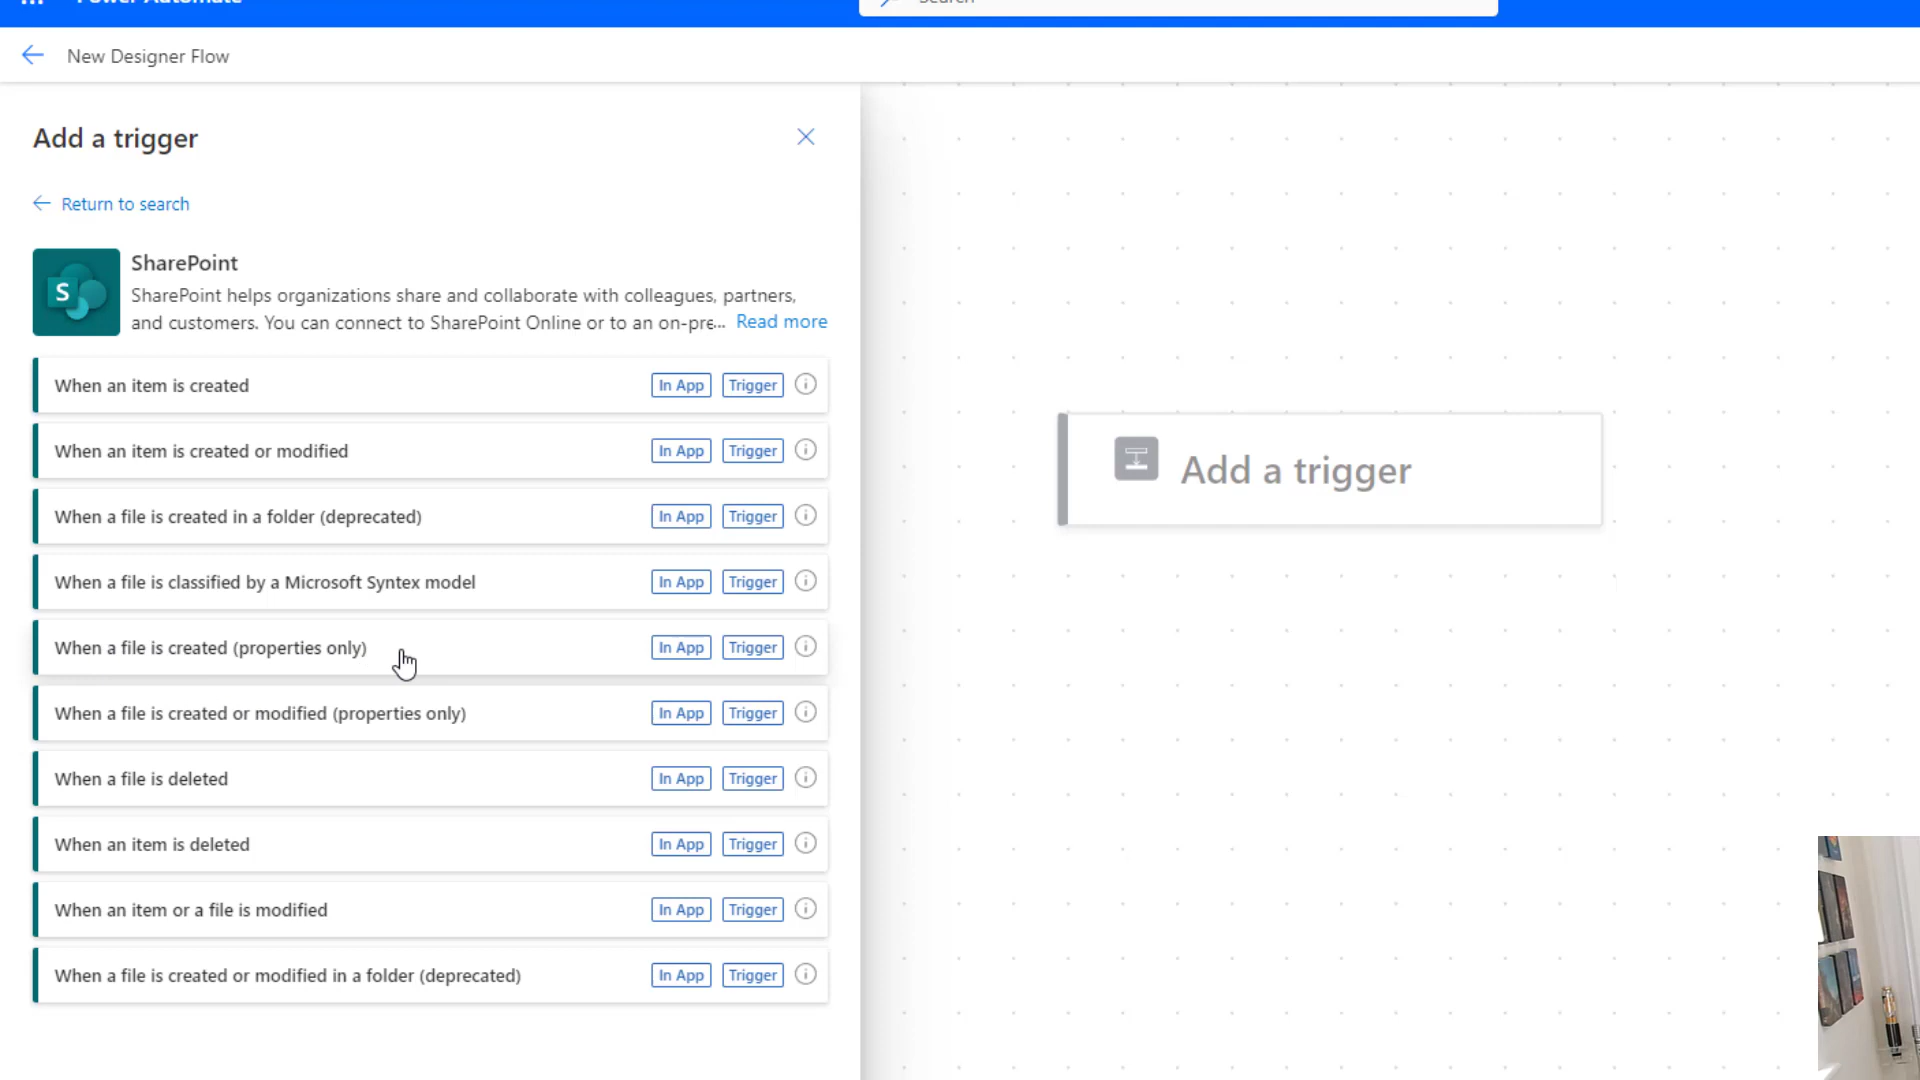 Power Automate
Search
New Designer Flow
Add a trigger
Return to search
SharePoint
SharePoint helps organizations share and collaborate with colleagues, partners,
and customers. You can connect to SharePoint Online or to an on-pre... Read more
When an item is created In App Trigger
When an item is created or modified In App Trigger
When a file is created in a folder (deprecated) In App Trigger
When a file is classified by a Microsoft Syntex model In App Trigger
When a file is created (properties only) In App Trigger
When a file is created or modified (properties only) In App Trigger
When a file is deleted In App Trigger
When an item is deleted In App Trigger
When an item or a file is modified In App Trigger
When a file is created or modified in a folder (deprecated) In App Trigger
Add a trigger